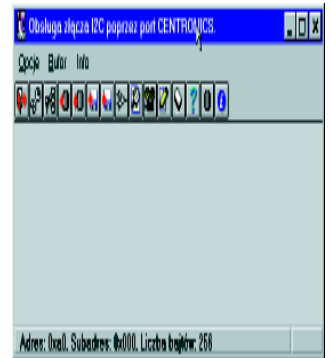 Obsługa złącza I2C poprzez port CENTRONICS.
Opcje Bufor Info
Adres: 0xa0, Subadres: 0x000, Liczba bajtów: 256